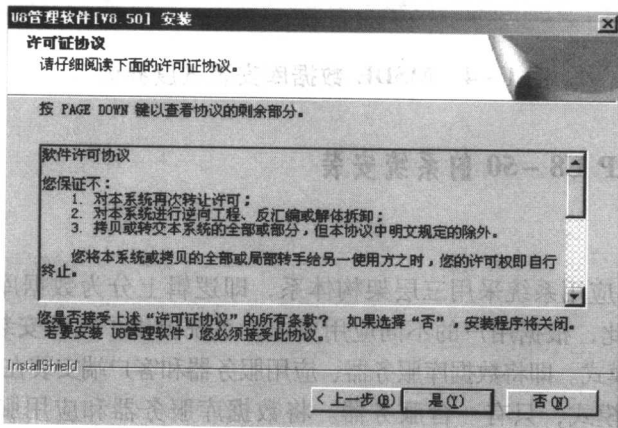 U8管理软件[V8.50] 安装
许可证协议
请仔细阅读下面的许可证协议。
按 PAGE DOWN 键以查看协议的剩余部分。
软件许可协议
您保证不：
1. 对本系统再次转让许可；
2. 对本系统进行逆向工程、反汇编或解体拆卸；
3. 拷贝或转交本系统的全部或部分，但本协议中明文规定的除外。
您将本系统或拷贝的全部或局部转手给另一使用方之时，您的许可权即自行
终止。
您是否接受上述“许可证协议”的所有条款？ 如果选择“否”，安装程序将关闭。
若要安装 U8管理软件，您必须接受此协议。
InstallShield
< 上一步(B)
是(Y)
否(N)